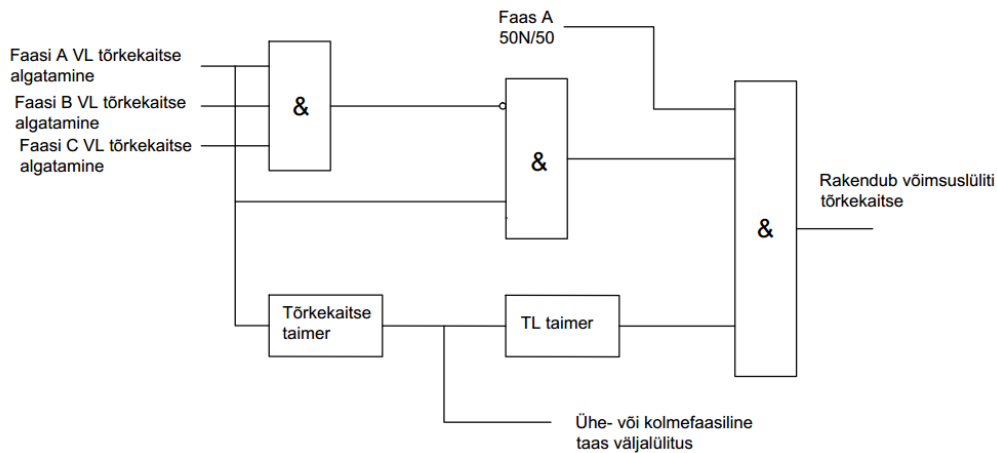 Faas A
50N/50
Faasi A VL tõrkekaitse
algatamine
Faasi B VL tõrkekaitse
algatamine
Faasi C VL tõrkekaitse
algatamine
&
&
&
Rakendub võimsuslüliti
tõrkekaitse
Tõrkekaitse
taimer
TL taimer
Ühe- või kolmefaasiline
taas väljalülitus